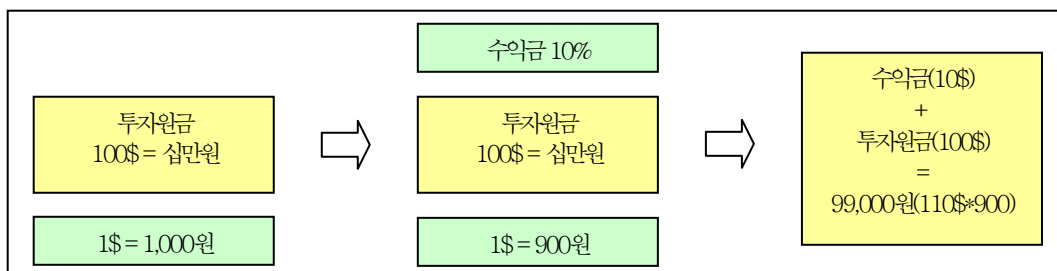 투자원금
100$ = 십만원
1$ = 1,000원
수익금 10%
투자원금
100$ = 십만원
1$ = 900원
수익금(10$)
+
투자원금(100$)
=
99,000원(110$*900)